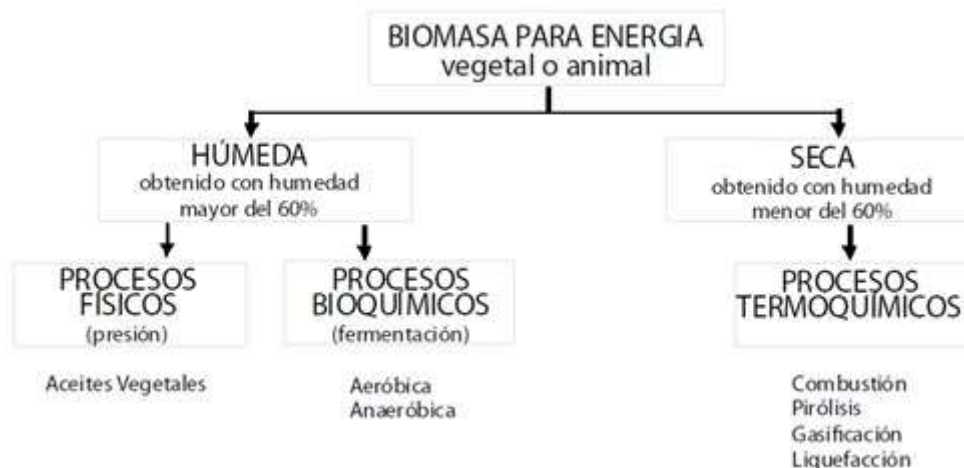 BIOMASA PARA ENERGIA
vegetal o animal
HÚMEDA
obtenido con humedad
mayor del 60%
SECA
obtenido con humedad
menor del 60%
PROCESOS
FÍSICOS
(presión)
PROCESOS
BIOQUÍMICOS
(fermentación)
PROCESOS
TERMOQUÍMICOS
Aceites Vegetales
Aeróbica
Anaeróbica
Combustión
Pirólisis
Gasificación
Liquefacción